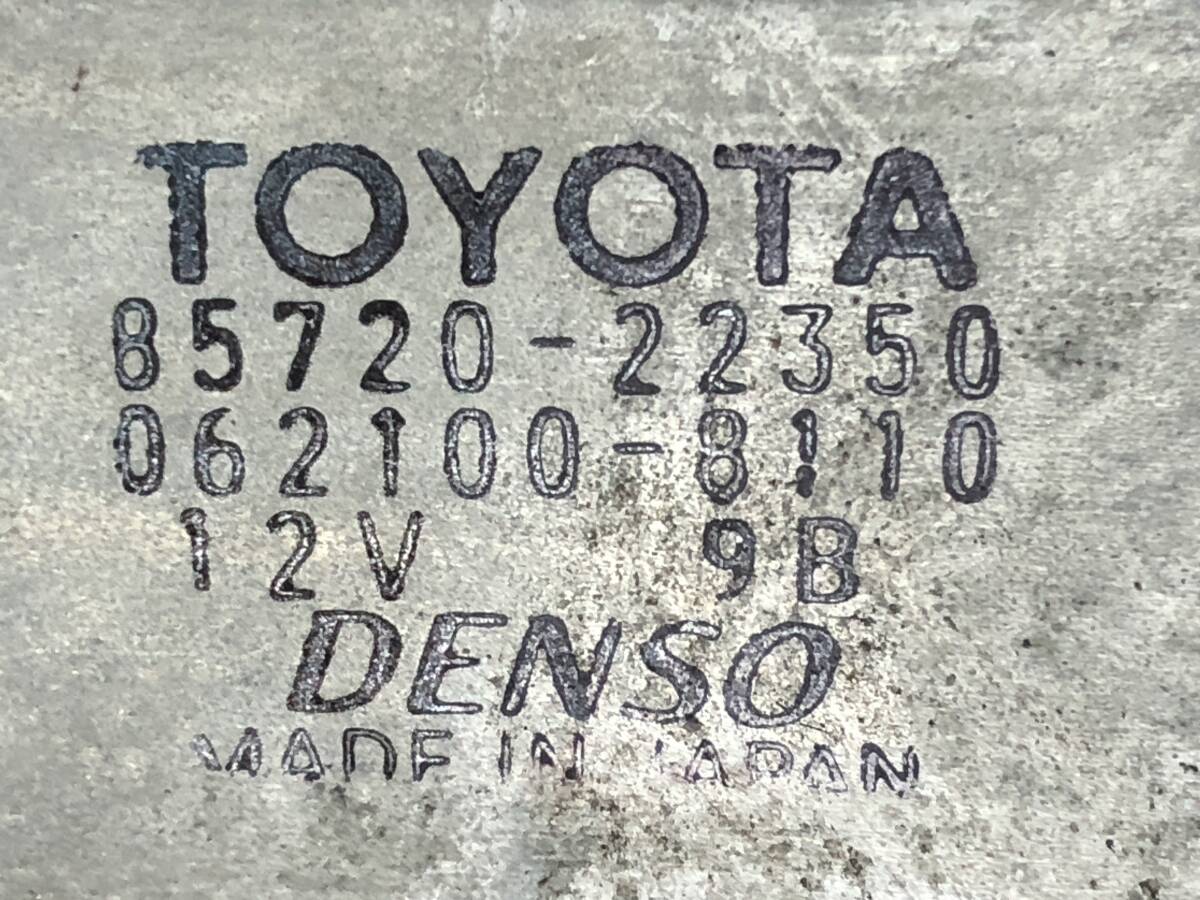 TOYOTA
85720-22350
062100-8110
12V 9B
DENSO
MADE IN JAPAN